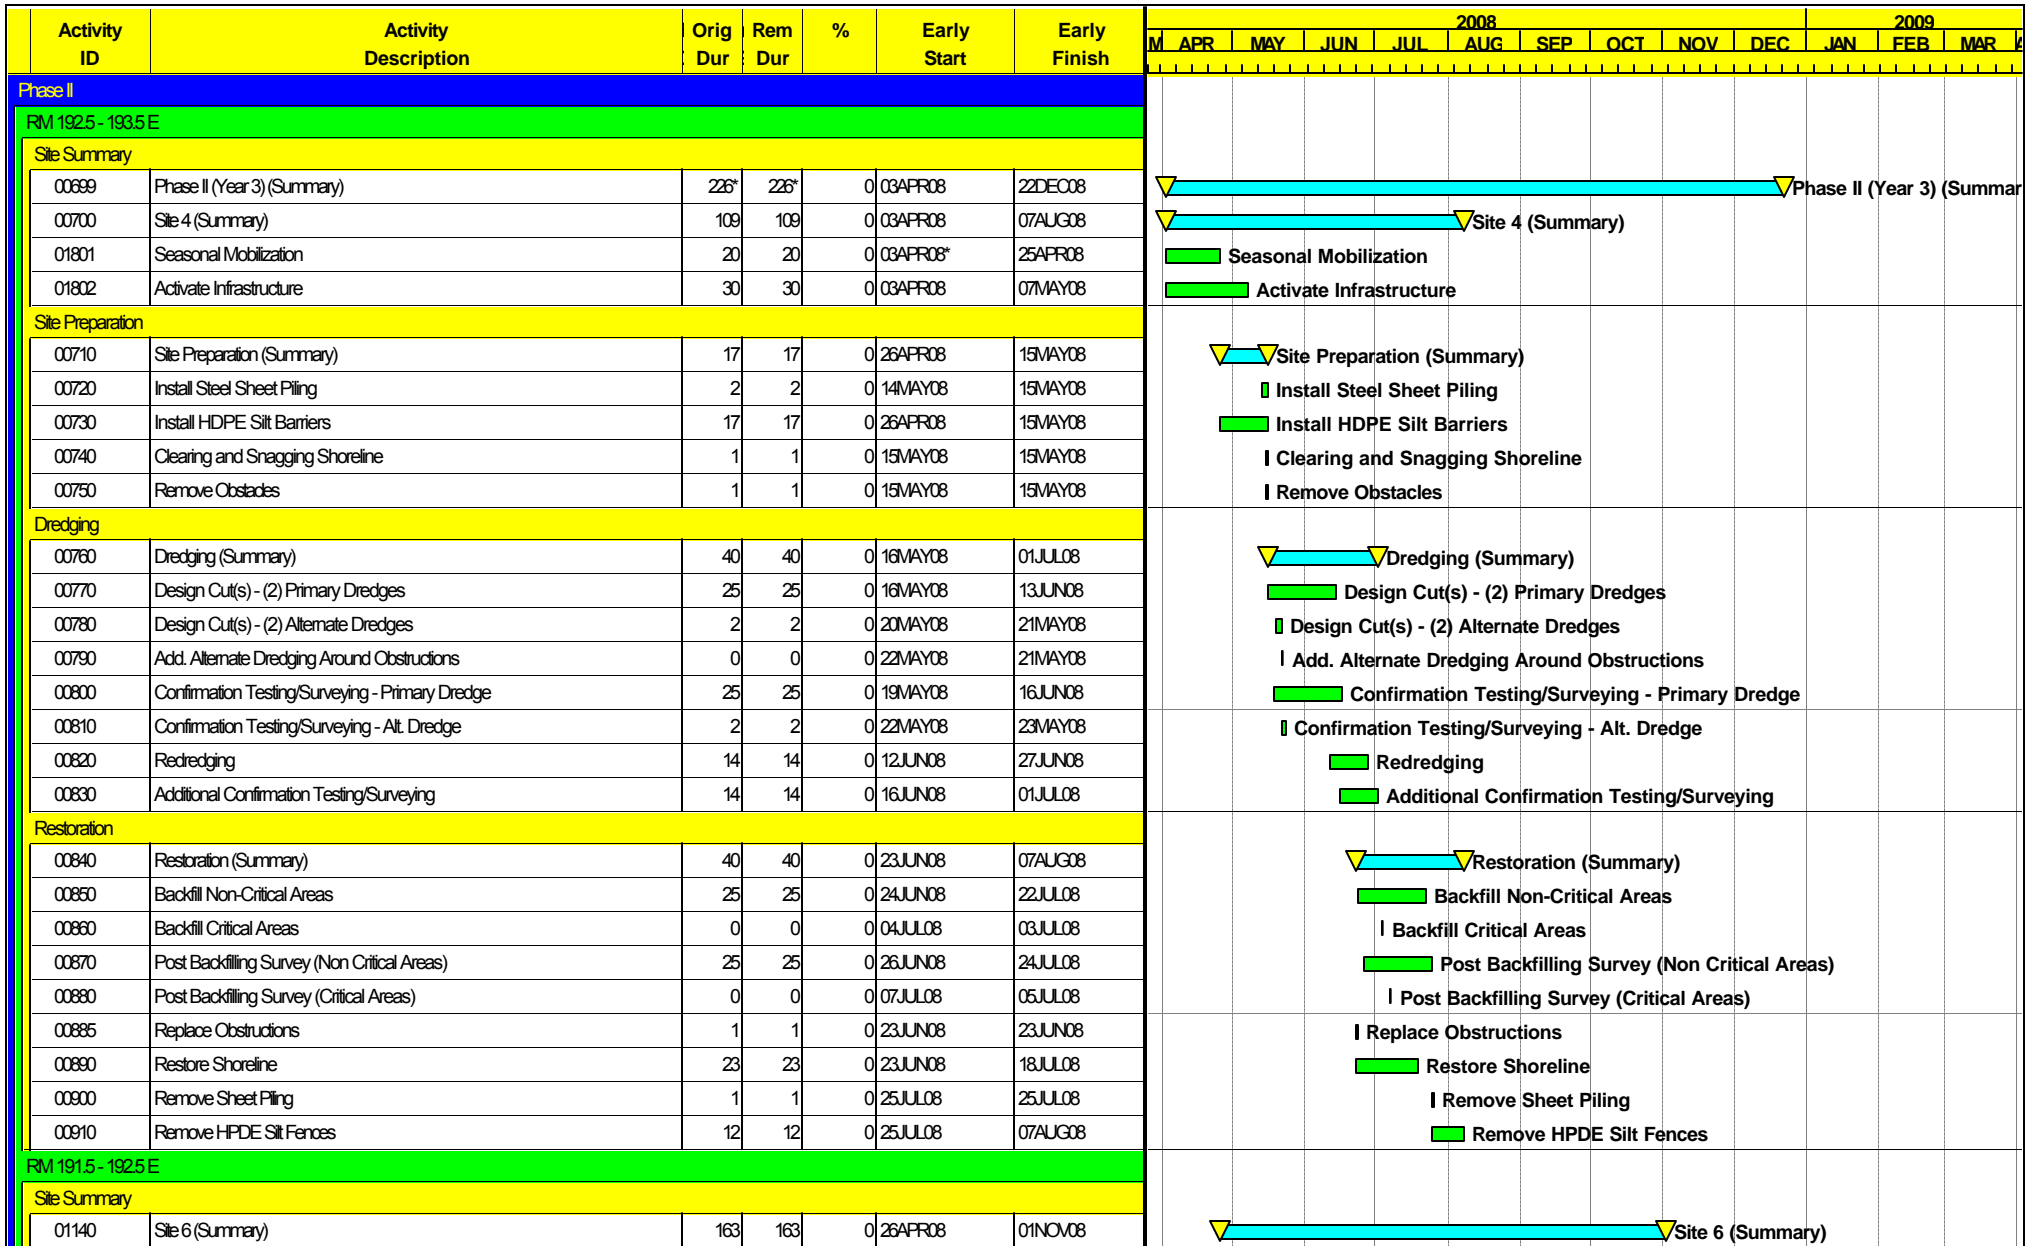 Activity ID Activity Description Orig Dur Rem Dur % Early Start Early Finish
2008 2009
M APR MAY JUN JUL AUG SEP OCT NOV DEC JAN FEB MAR
Phase II
RM 192.5 - 193.5 E
Site Summary
00699 Phase II (Year 3) (Summary) 226* 226* 0 03APR08 22DEC08 Phase II (Year 3) (Summar
00700 Site 4 (Summary) 109 109 0 03APR08 07AUG08 Site 4 (Summary)
01801 Seasonal Mobilization 20 20 0 03APR08* 25APR08 Seasonal Mobilization
01802 Activate Infrastructure 30 30 0 03APR08 07MAY08 Activate Infrastructure
Site Preparation
00710 Site Preparation (Summary) 17 17 0 26APR08 15MAY08 Site Preparation (Summary)
00720 Install Steel Sheet Piling 2 2 0 14MAY08 15MAY08 Install Steel Sheet Piling
00730 Install HDPE Silt Barriers 17 17 0 26APR08 15MAY08 Install HDPE Silt Barriers
00740 Clearing and Snagging Shoreline 1 1 0 15MAY08 15MAY08 Clearing and Snagging Shoreline
00750 Remove Obstacles 1 1 0 15MAY08 15MAY08 Remove Obstacles
Dredging
00760 Dredging (Summary) 40 40 0 16MAY08 01JUL08 Dredging (Summary)
00770 Design Cut(s) - (2) Primary Dredges 25 25 0 16MAY08 13JUN08 Design Cut(s) - (2) Primary Dredges
00780 Design Cut(s) - (2) Alternate Dredges 2 2 0 20MAY08 21MAY08 Design Cut(s) - (2) Alternate Dredges
00790 Add. Alternate Dredging Around Obstructions 0 0 0 22MAY08 21MAY08 Add. Alternate Dredging Around Obstructions
00800 Confirmation Testing/Surveying - Primary Dredge 25 25 0 19MAY08 16JUN08 Confirmation Testing/Surveying - Primary Dredge
00810 Confirmation Testing/Surveying - Alt. Dredge 2 2 0 22MAY08 23MAY08 Confirmation Testing/Surveying - Alt. Dredge
00820 Redredging 14 14 0 12JUN08 27JUN08 Redredging
00830 Additional Confirmation Testing/Surveying 14 14 0 16JUN08 01JUL08 Additional Confirmation Testing/Surveying
Restoration
00840 Restoration (Summary) 40 40 0 23JUN08 07AUG08 Restoration (Summary)
00850 Backfill Non-Critical Areas 25 25 0 24JUN08 22JUL08 Backfill Non-Critical Areas
00860 Backfill Critical Areas 0 0 0 04JUL08 03JUL08 Backfill Critical Areas
00870 Post Backfilling Survey (Non Critical Areas) 25 25 0 26JUN08 24JUL08 Post Backfilling Survey (Non Critical Areas)
00880 Post Backfilling Survey (Critical Areas) 0 0 0 07JUL08 05JUL08 Post Backfilling Survey (Critical Areas)
00885 Replace Obstructions 1 1 0 23JUN08 23JUN08 Replace Obstructions
00890 Restore Shoreline 23 23 0 23JUN08 18JUL08 Restore Shoreline
00900 Remove Sheet Piling 1 1 0 25JUL08 25JUL08 Remove Sheet Piling
00910 Remove HPDE Silt Fences 12 12 0 25JUL08 07AUG08 Remove HPDE Silt Fences
RM 191.5 - 192.5 E
Site Summary
01140 Site 6 (Summary) 163 163 0 26APR08 01NOV08 Site 6 (Summary)